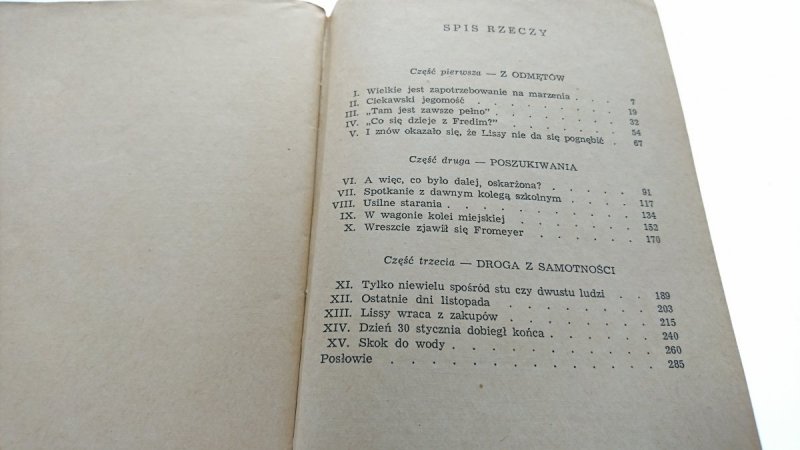 SPIS RZECZY
Część pierwsza — Z ODMĘTÓW
I. Wielkie jest zapotrzebowanie na marzenia . . . 7
II. Ciekawski jegomość . . . . . . . . . 19
III. „Tam jest zawsze pełno" . . . . . . . . 32
IV. „Co się dzieje z Fredim?" . . . . . . . 54
V. I znów okazało się, że Lissy nie da się pognębić . 67
Część druga — POSZUKIWANIA
VI. A więc, co było dalej, oskarżona? . . . . . 91
VII. Spotkanie z dawnym kolegą szkolnym . . . . 117
VIII. Usilne starania . . . . . . . . . . 134
IX. W wagonie kolei miejskiej . . . . . . . 152
X. Wreszcie zjawił się Fromeyer . . . . . . 170
Część trzecia — DROGA Z SAMOTNOŚCI
XI. Tylko niewielu spośród stu czy dwustu ludzi . . 189
XII. Ostatnie dni listopada . . . . . . . . 203
XIII. Lissy wraca z zakupów . . . . . . . . 215
XIV. Dzień 30 stycznia dobiegł końca . . . . . . 240
XV. Skok do wody . . . . . . . . . . . 260
Posłowie . . . . . . . . . . . . . 285